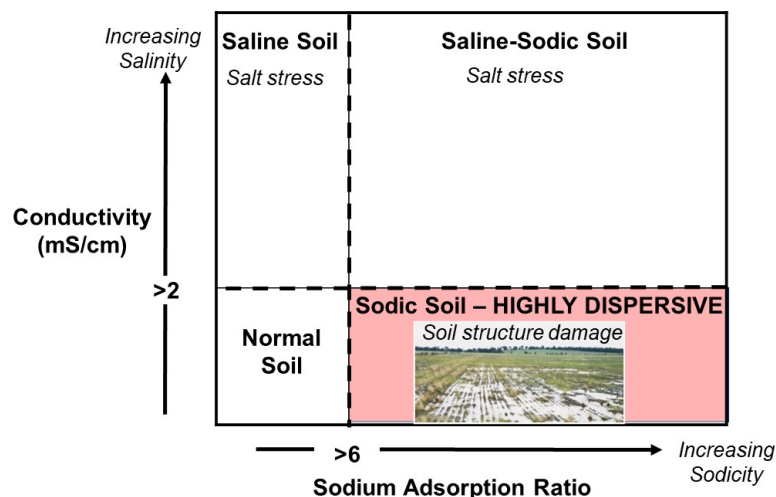 Increasing
Salinity
Saline Soil
Salt stress
Saline-Sodic Soil
Salt stress
Conductivity
(mS/cm)
>2
Normal
Soil
Sodic Soil – HIGHLY DISPERSIVE
Soil structure damage
>6
Increasing
Sodicity
Sodium Adsorption Ratio